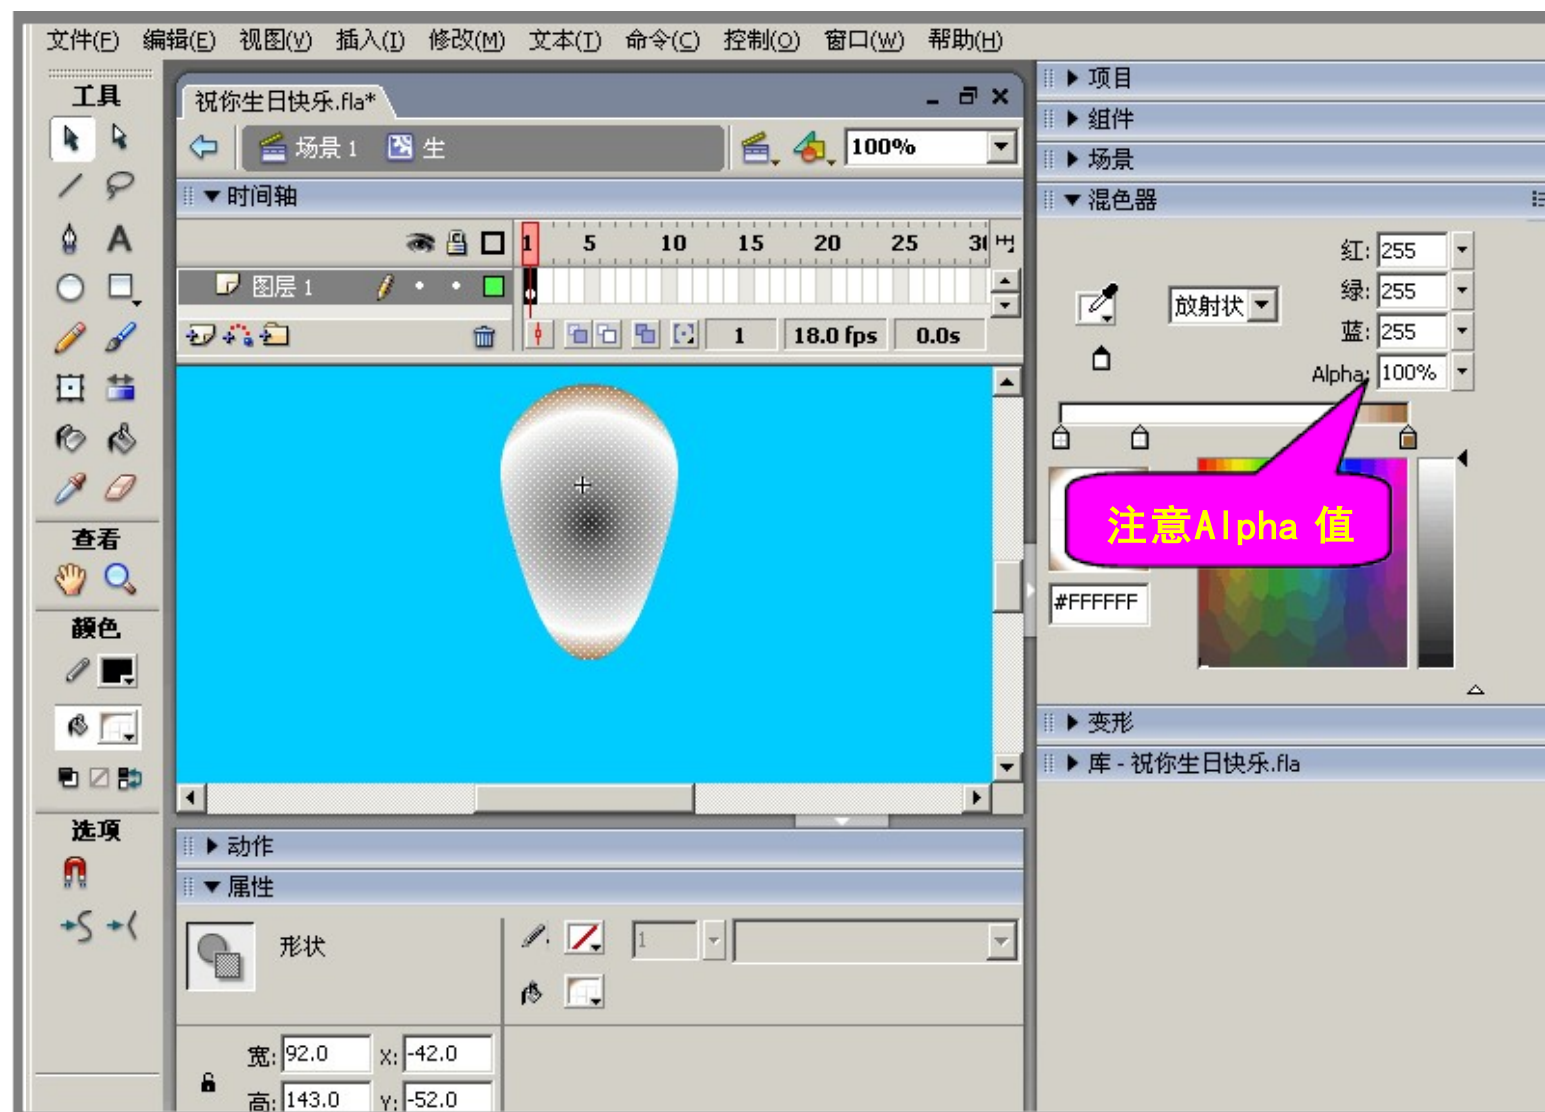 文件(F) 编辑(E) 视图(V) 插入(I) 修改(M) 文本(T) 命令(C) 控制(O) 窗口(W) 帮助(H)
工具
查看
颜色
选项
祝你生日快乐.fla*
场景 1 生 100%
时间轴
1 5 10 15 20 25
图层 1
1 18.0 fps 0.0s
动作
属性
形状 1
宽: 92.0 X: -42.0
高: 143.0 Y: -52.0
项目
组件
场景
混色器
红: 255
放射状 绿: 255
蓝: 255
Alpha: 100%
注意Alpha 值
#FFFFFF
变形
库 - 祝你生日快乐.fla